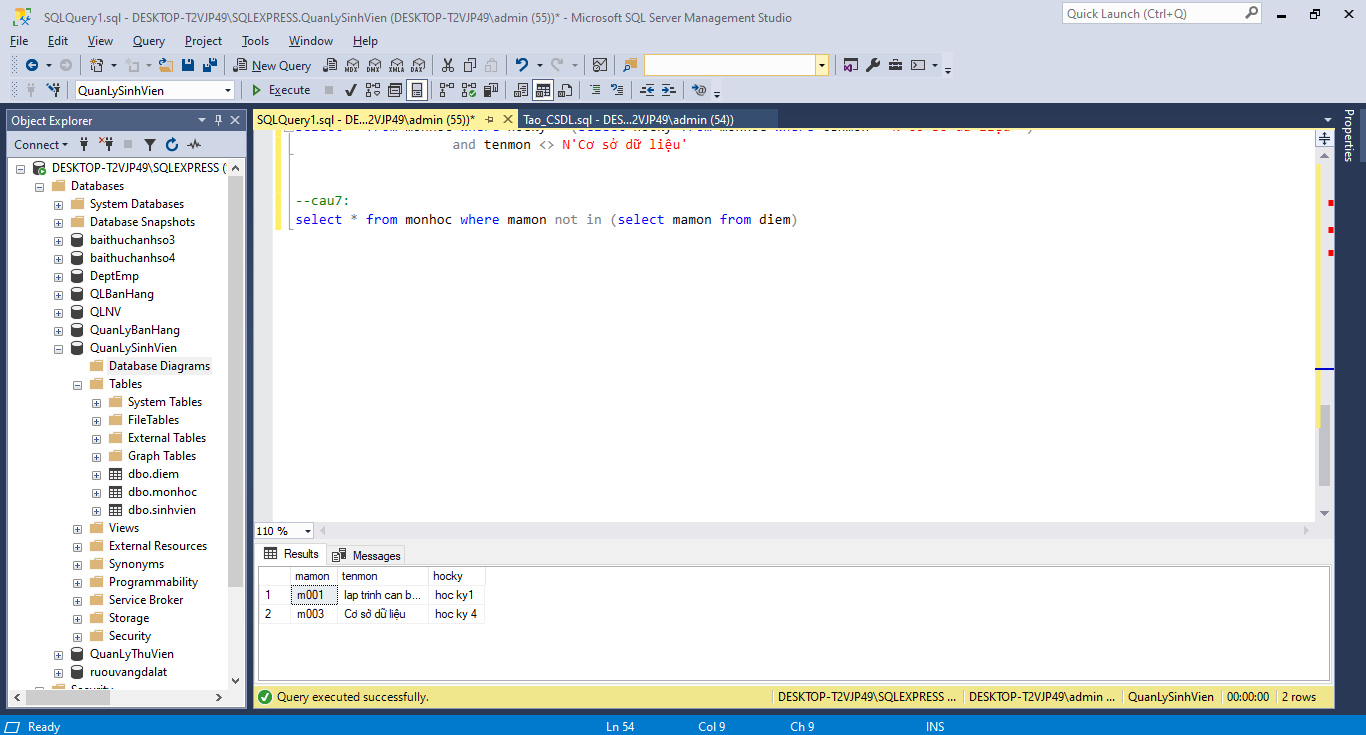 SQLQuery1.sql - DESKTOP-T2VJP49\SQLEXPRESS.QuanLySinhVien (DESKTOP-T2VJP49\admin (55))* - Microsoft SQL Server Management Studio
Quick Launch (Ctrl+Q)
File Edit View Query Project Tools Window Help
New Query MDX DMX XMLA DAX
QuanLySinhVien Execute
Object Explorer
SQLQuery1.sql - DE...2VJP49\admin (55))* Tao_CSDL.sql - DES...2VJP49\admin (54))
Properties
Connect
DESKTOP-T2VJP49\SQLEXPRESS (
Databases
System Databases
Database Snapshots
baithuchanhso3
baithuchanhso4
DeptEmp
QLBanHang
QLNV
QuanLyBanHang
QuanLySinhVien
Database Diagrams
Tables
System Tables
FileTables
External Tables
Graph Tables
dbo.diem
dbo.monhoc
dbo.sinhvien
Views
External Resources
Synonyms
Programmability
Service Broker
Storage
Security
QuanLyThuVien
ruouvangdalat
Security
and tenmon <> N'Cơ sở dữ liệu'
--cau7:
select * from monhoc where mamon not in (select mamon from diem)
110 %
Results Messages
mamon tenmon hocky
1 m001 lap trinh can b... hoc ky1
2 m003 Cơ sở dữ liệu hoc ky 4
Query executed successfully. DESKTOP-T2VJP49\SQLEXPRESS ... DESKTOP-T2VJP49\admin ... QuanLySinhVien 00:00:00 2 rows
Ready Ln 54 Col 9 Ch 9 INS